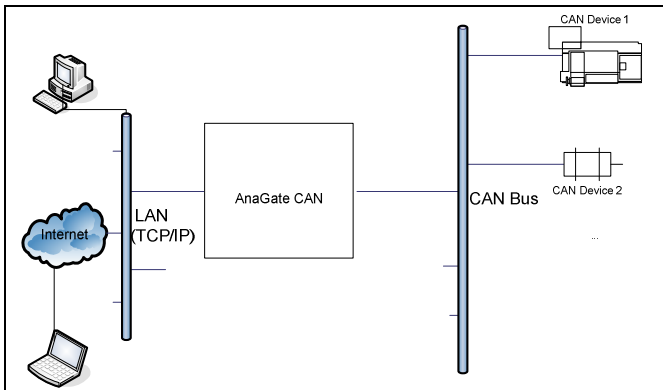 CAN Device 1
AnaGate CAN
LAN
(TCP/IP)
Internet
CAN Bus
CAN Device 2
...